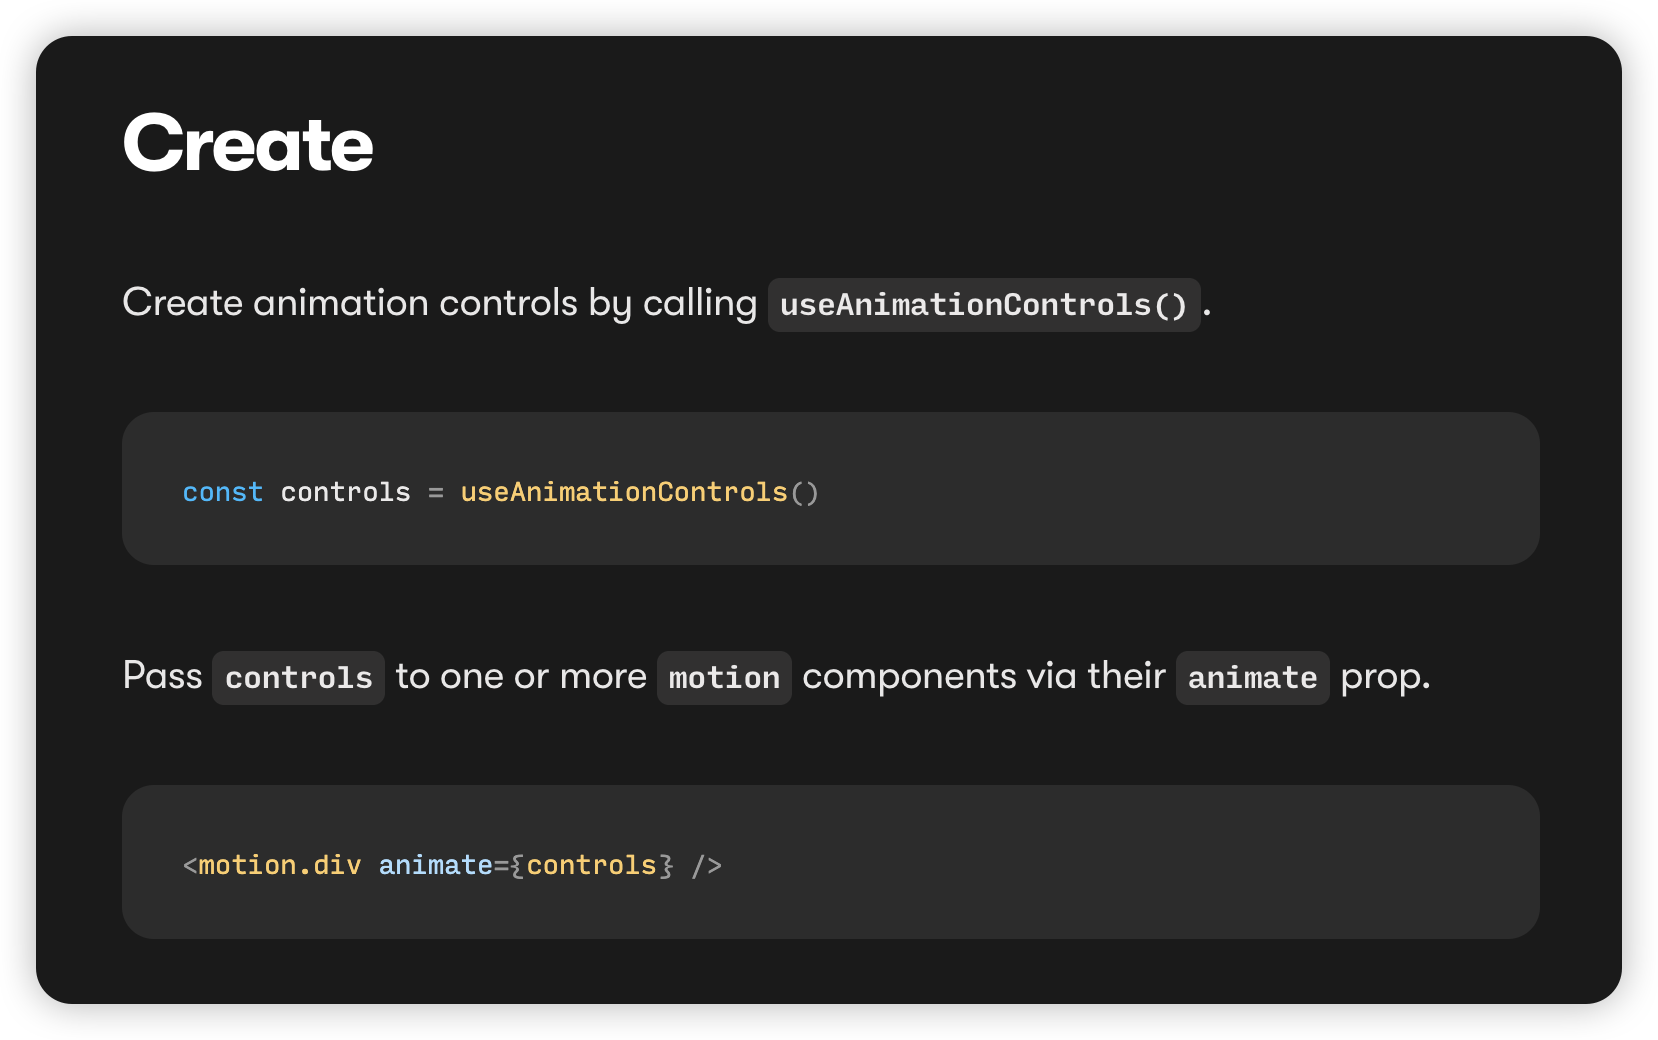 Create
Create animation controls by calling useAnimationControls().
const controls = useAnimationControls()
Pass controls to one or more motion components via their animate prop.
<motion.div animate={controls} />